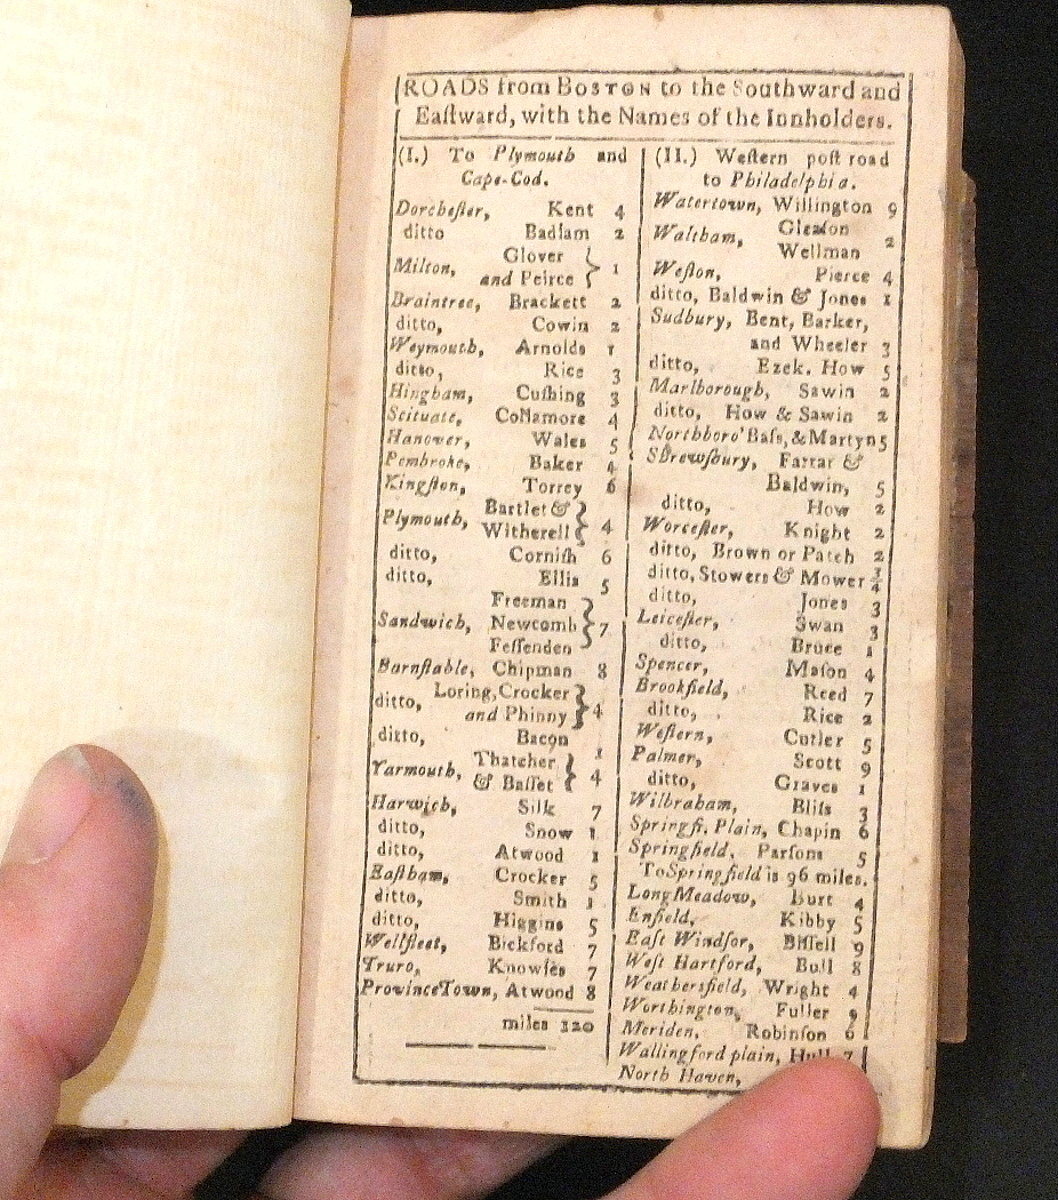 ROADS from BOSTON to the Southward and
Eaſtward, with the Names of the Innholders.
(I.) To Plymouth and
Cape-Cod.
Dorcheſter, Kent 4
ditto Badlam 2
Glover
Milton, } 1
and Peirce
Braintree, Brackett 2
ditto, Cowin 2
Weymouth, Arnolds 1
ditto, Rice 3
Hingham, Cuſhing 3
Scituate, Collamore 4
Hanover, Wales 5
Pembroke, Baker 4
Kingſton, Torrey 6
Bartlet &
Plymouth, } 4
Witherell
ditto, Corniſh 6
ditto, Ellis 5
Freeman
Sandwich, Newcomb } 7
Feſſenden
Barnſtable, Chipman 8
Loring, Crocker
ditto, } 4
and Phinny
ditto, Bacon 1
Thatcher
Yarmouth, } 4
& Baſſet
Harwich, Silk 7
ditto, Snow 1
ditto, Atwood 1
Eaſtham, Crocker 5
ditto, Smith 1
ditto, Higgins 5
Wellfleet, Bickford 7
Truro, Knowles 7
ProvinceTown, Atwood 8
miles 120
(II.) Weſtern poſt road
to Philadelphia.
Watertown, Willington 9
Gleaſon
Waltham, 2
Wellman
Weſton, Pierce 4
ditto, Baldwin & Jones 1
Sudbury, Bent, Barker,
and Wheeler 3
ditto, Ezek. How 5
Marlborough, Sawin 2
ditto, How & Sawin 2
Northboro' Baſs, & Martyn 5
Shrewſbury, Farrar &
Baldwin, 5
ditto, How 2
Worceſter, Knight 2
ditto, Brown or Patch 2
ditto, Stowers & Mower ¾
ditto, Jones 3
Leiceſter, Swan 3
ditto, Bruce 1
Spencer, Maſon 4
Brookfield, Reed 7
ditto, Rice 2
Weſtern, Cutler 5
Palmer, Scott 9
ditto, Graves 1
Wilbraham, Bliſs 3
Springfi. Plain, Chapin 6
Springfield, Parſons 5
To Springfield is 96 miles.
Long Meadow, Burt 4
Enfield, Kibby 5
Eaſt Windſor, Biſſell 9
Weſt Hartford, Bull 8
Weathersfield, Wright 4
Worthington, Fuller 9
Meriden, Robinſon 6
Wallingford plain, Hull 7
North Haven,